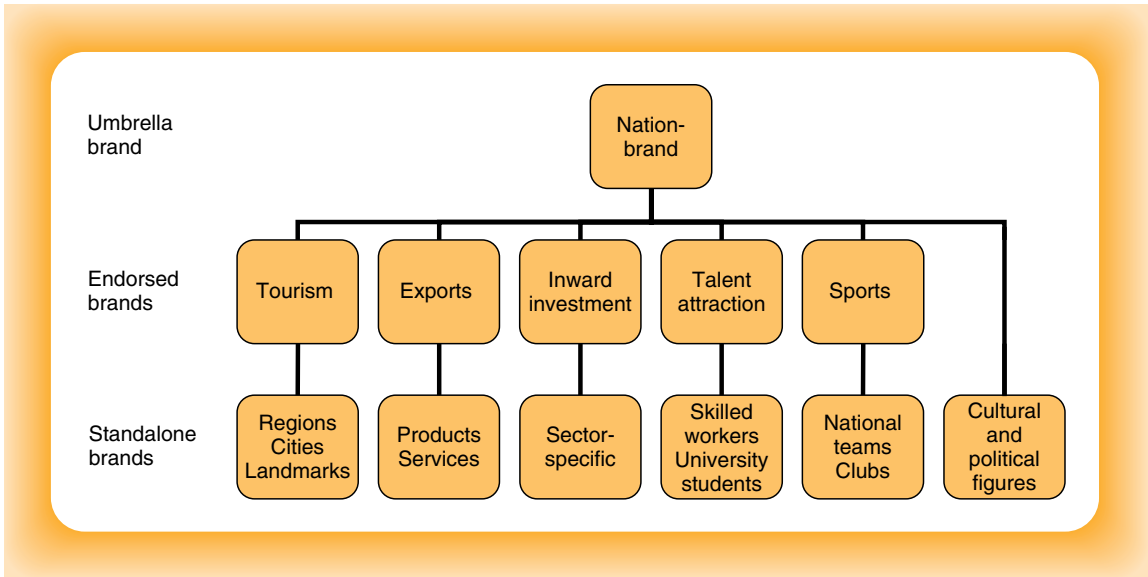 Umbrella
brand
Nation-
brand
Endorsed
brands
Tourism
Exports
Inward
investment
Talent
attraction
Sports
Standalone
brands
Regions
Cities
Landmarks
Products
Services
Sector-
specific
Skilled
workers
University
students
National
teams
Clubs
Cultural
and
political
figures